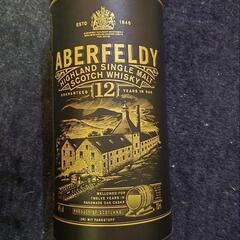 ESTD 1846
ABERFELDY
HIGHLAND SINGLE MALT
SCOTCH WHISKY
GUARANTEED 12 YEARS IN OAK
MELLOWED FOR
TWELVE YEARS IN
HANDMADE OAK CASKS
PRODUCT OF SCOTLAND